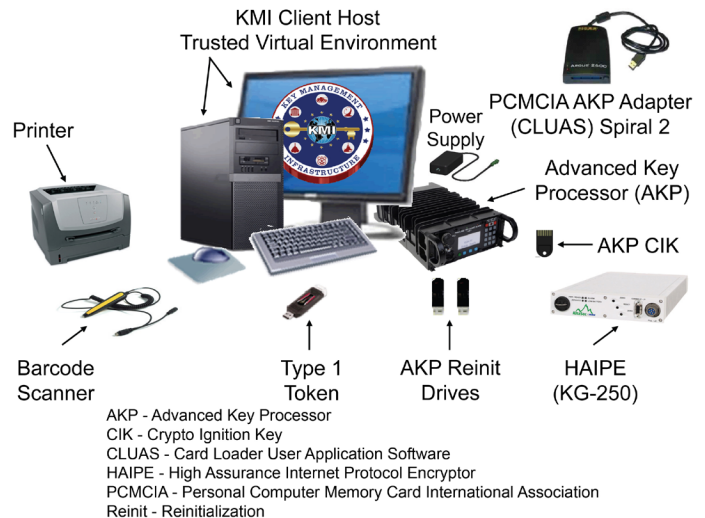 KMI Client Host
Trusted Virtual Environment
PCMCIA AKP Adapter
(CLUAS) Spiral 2
Printer
Power
Supply
KEY MANAGEMENT
KMI
INFRASTRUCTURE
Advanced Key
Processor (AKP)
AKP CIK
Barcode
Scanner
Type 1
Token
AKP Reinit
Drives
HAIPE
(KG-250)
AKP - Advanced Key Processor
CIK - Crypto Ignition Key
CLUAS - Card Loader User Application Software
HAIPE - High Assurance Internet Protocol Encryptor
PCMCIA - Personal Computer Memory Card International Association
Reinit - Reinitialization